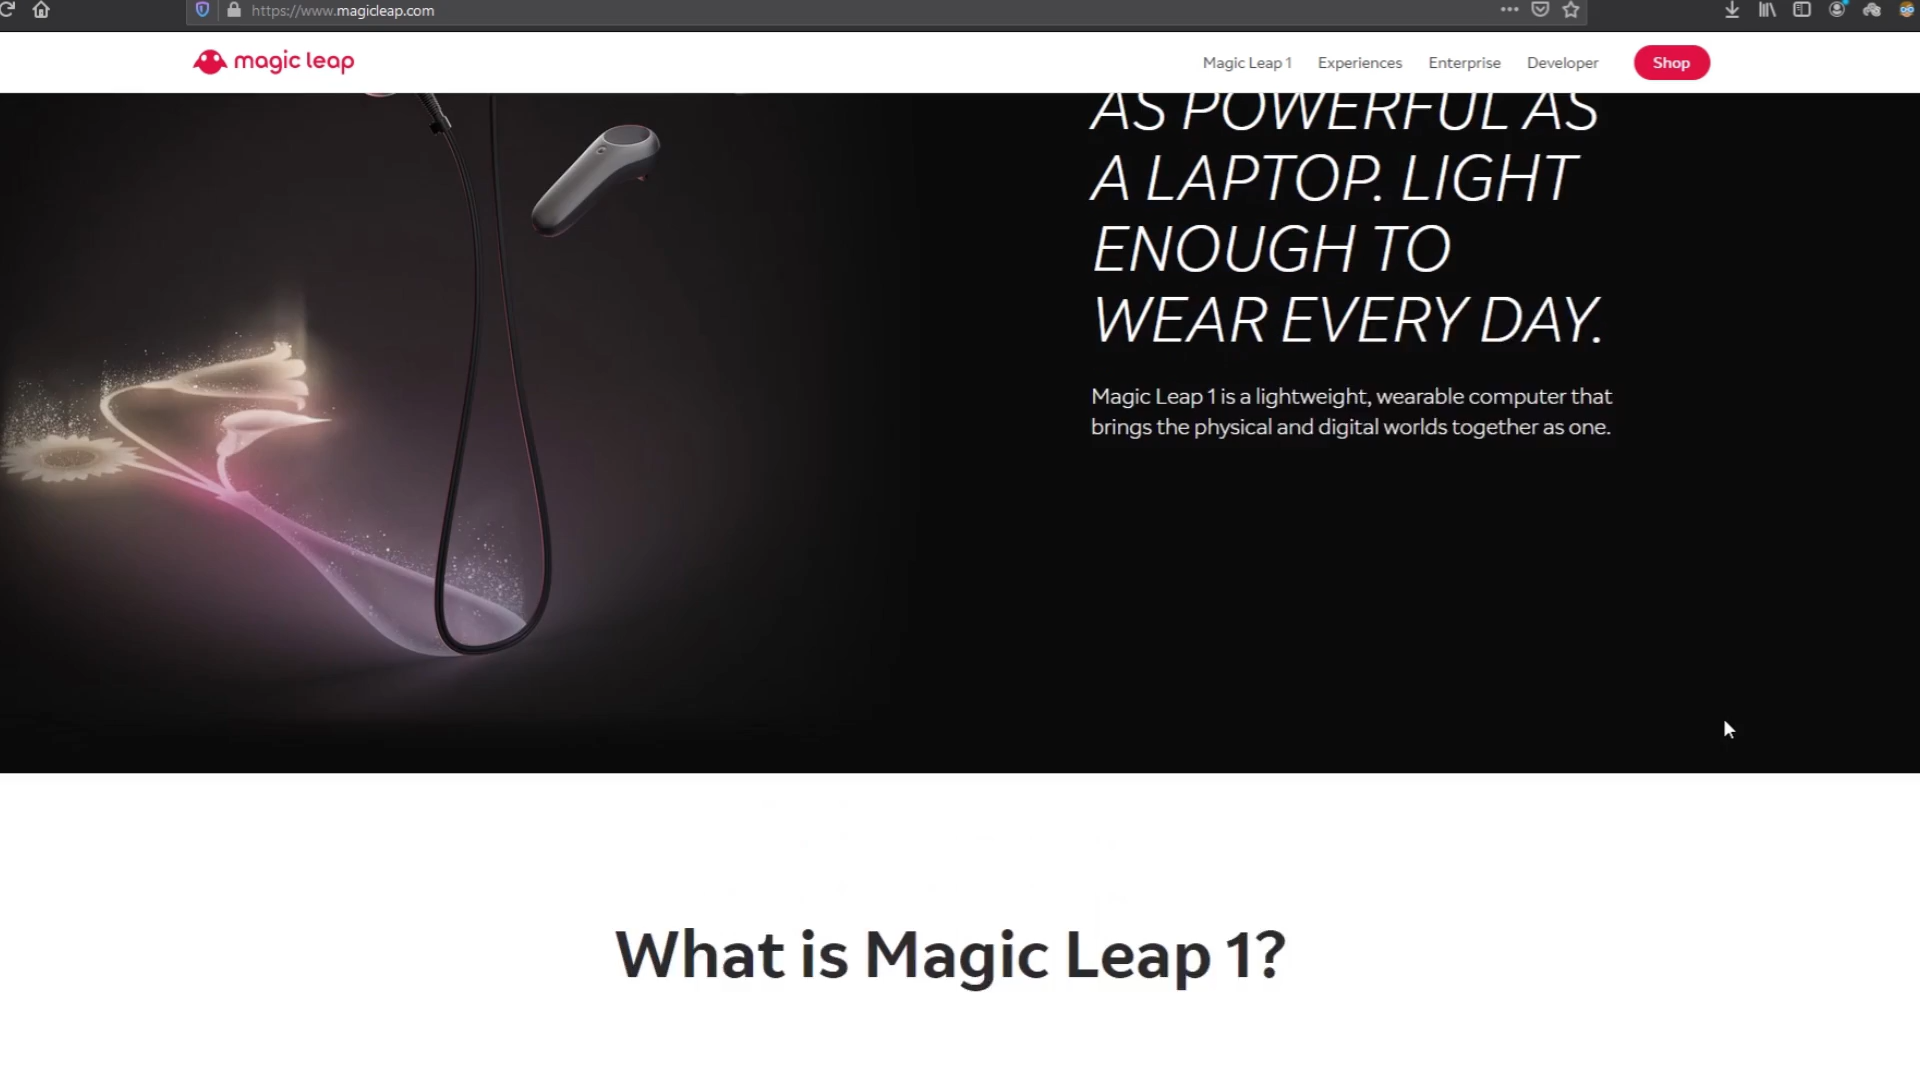 https://www.magicleap.com
magic leap
Magic Leap 1
Experiences
Enterprise
Developer
Shop
AS POWERFUL AS
A LAPTOP. LIGHT
ENOUGH TO
WEAR EVERY DAY.
Magic Leap 1 is a lightweight, wearable computer that
brings the physical and digital worlds together as one.
What is Magic Leap 1?